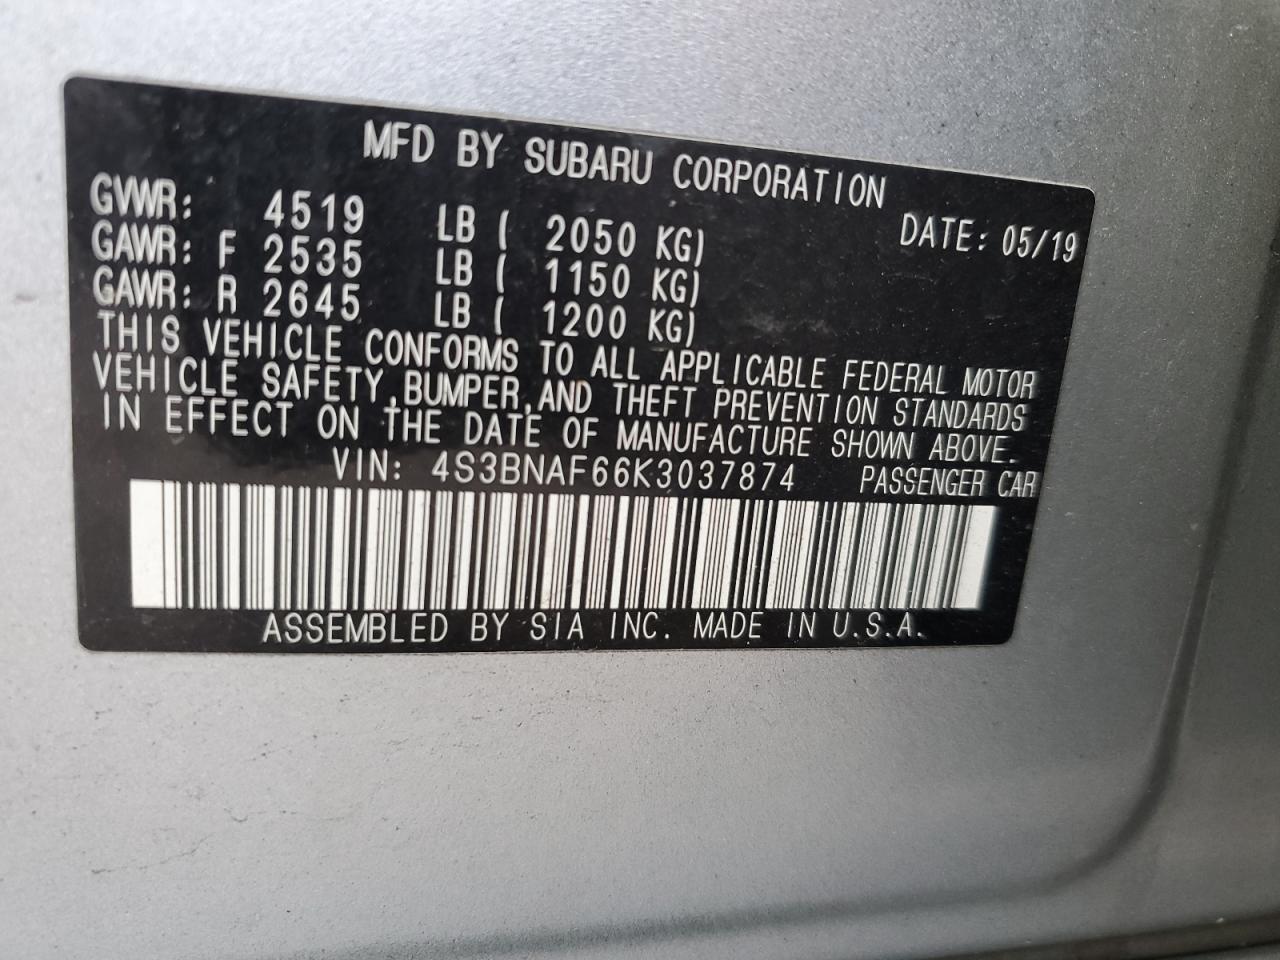 MFD BY SUBARU CORPORATION
GVWR: 4519 LB ( 2050 KG) DATE: 05/19
GAWR: F 2535 LB ( 1150 KG)
GAWR: R 2645 LB ( 1200 KG)
THIS VEHICLE CONFORMS TO ALL APPLICABLE FEDERAL MOTOR
VEHICLE SAFETY,BUMPER,AND THEFT PREVENTION STANDARDS
IN EFFECT ON THE DATE OF MANUFACTURE SHOWN ABOVE.
VIN: 4S3BNAF66K3037874 PASSENGER CAR
ASSEMBLED BY SIA INC. MADE IN U.S.A.